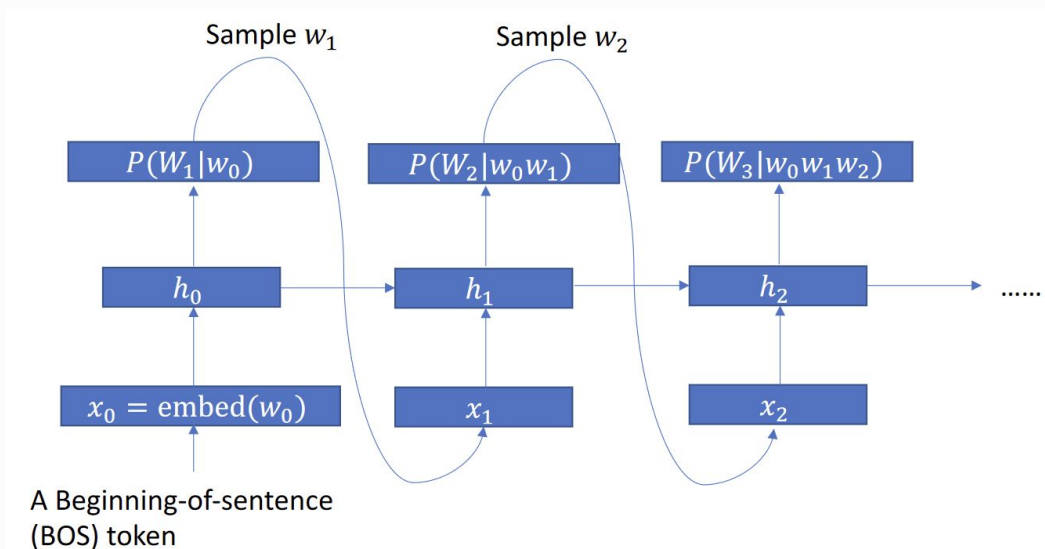 Sample w₁
Sample w₂
P(W₁|w₀)
P(W₂|w₀w₁)
P(W₃|w₀w₁w₂)
h₀
h₁
h₂
......
x₀ = embed(w₀)
x₁
x₂
A Beginning-of-sentence
(BOS) token